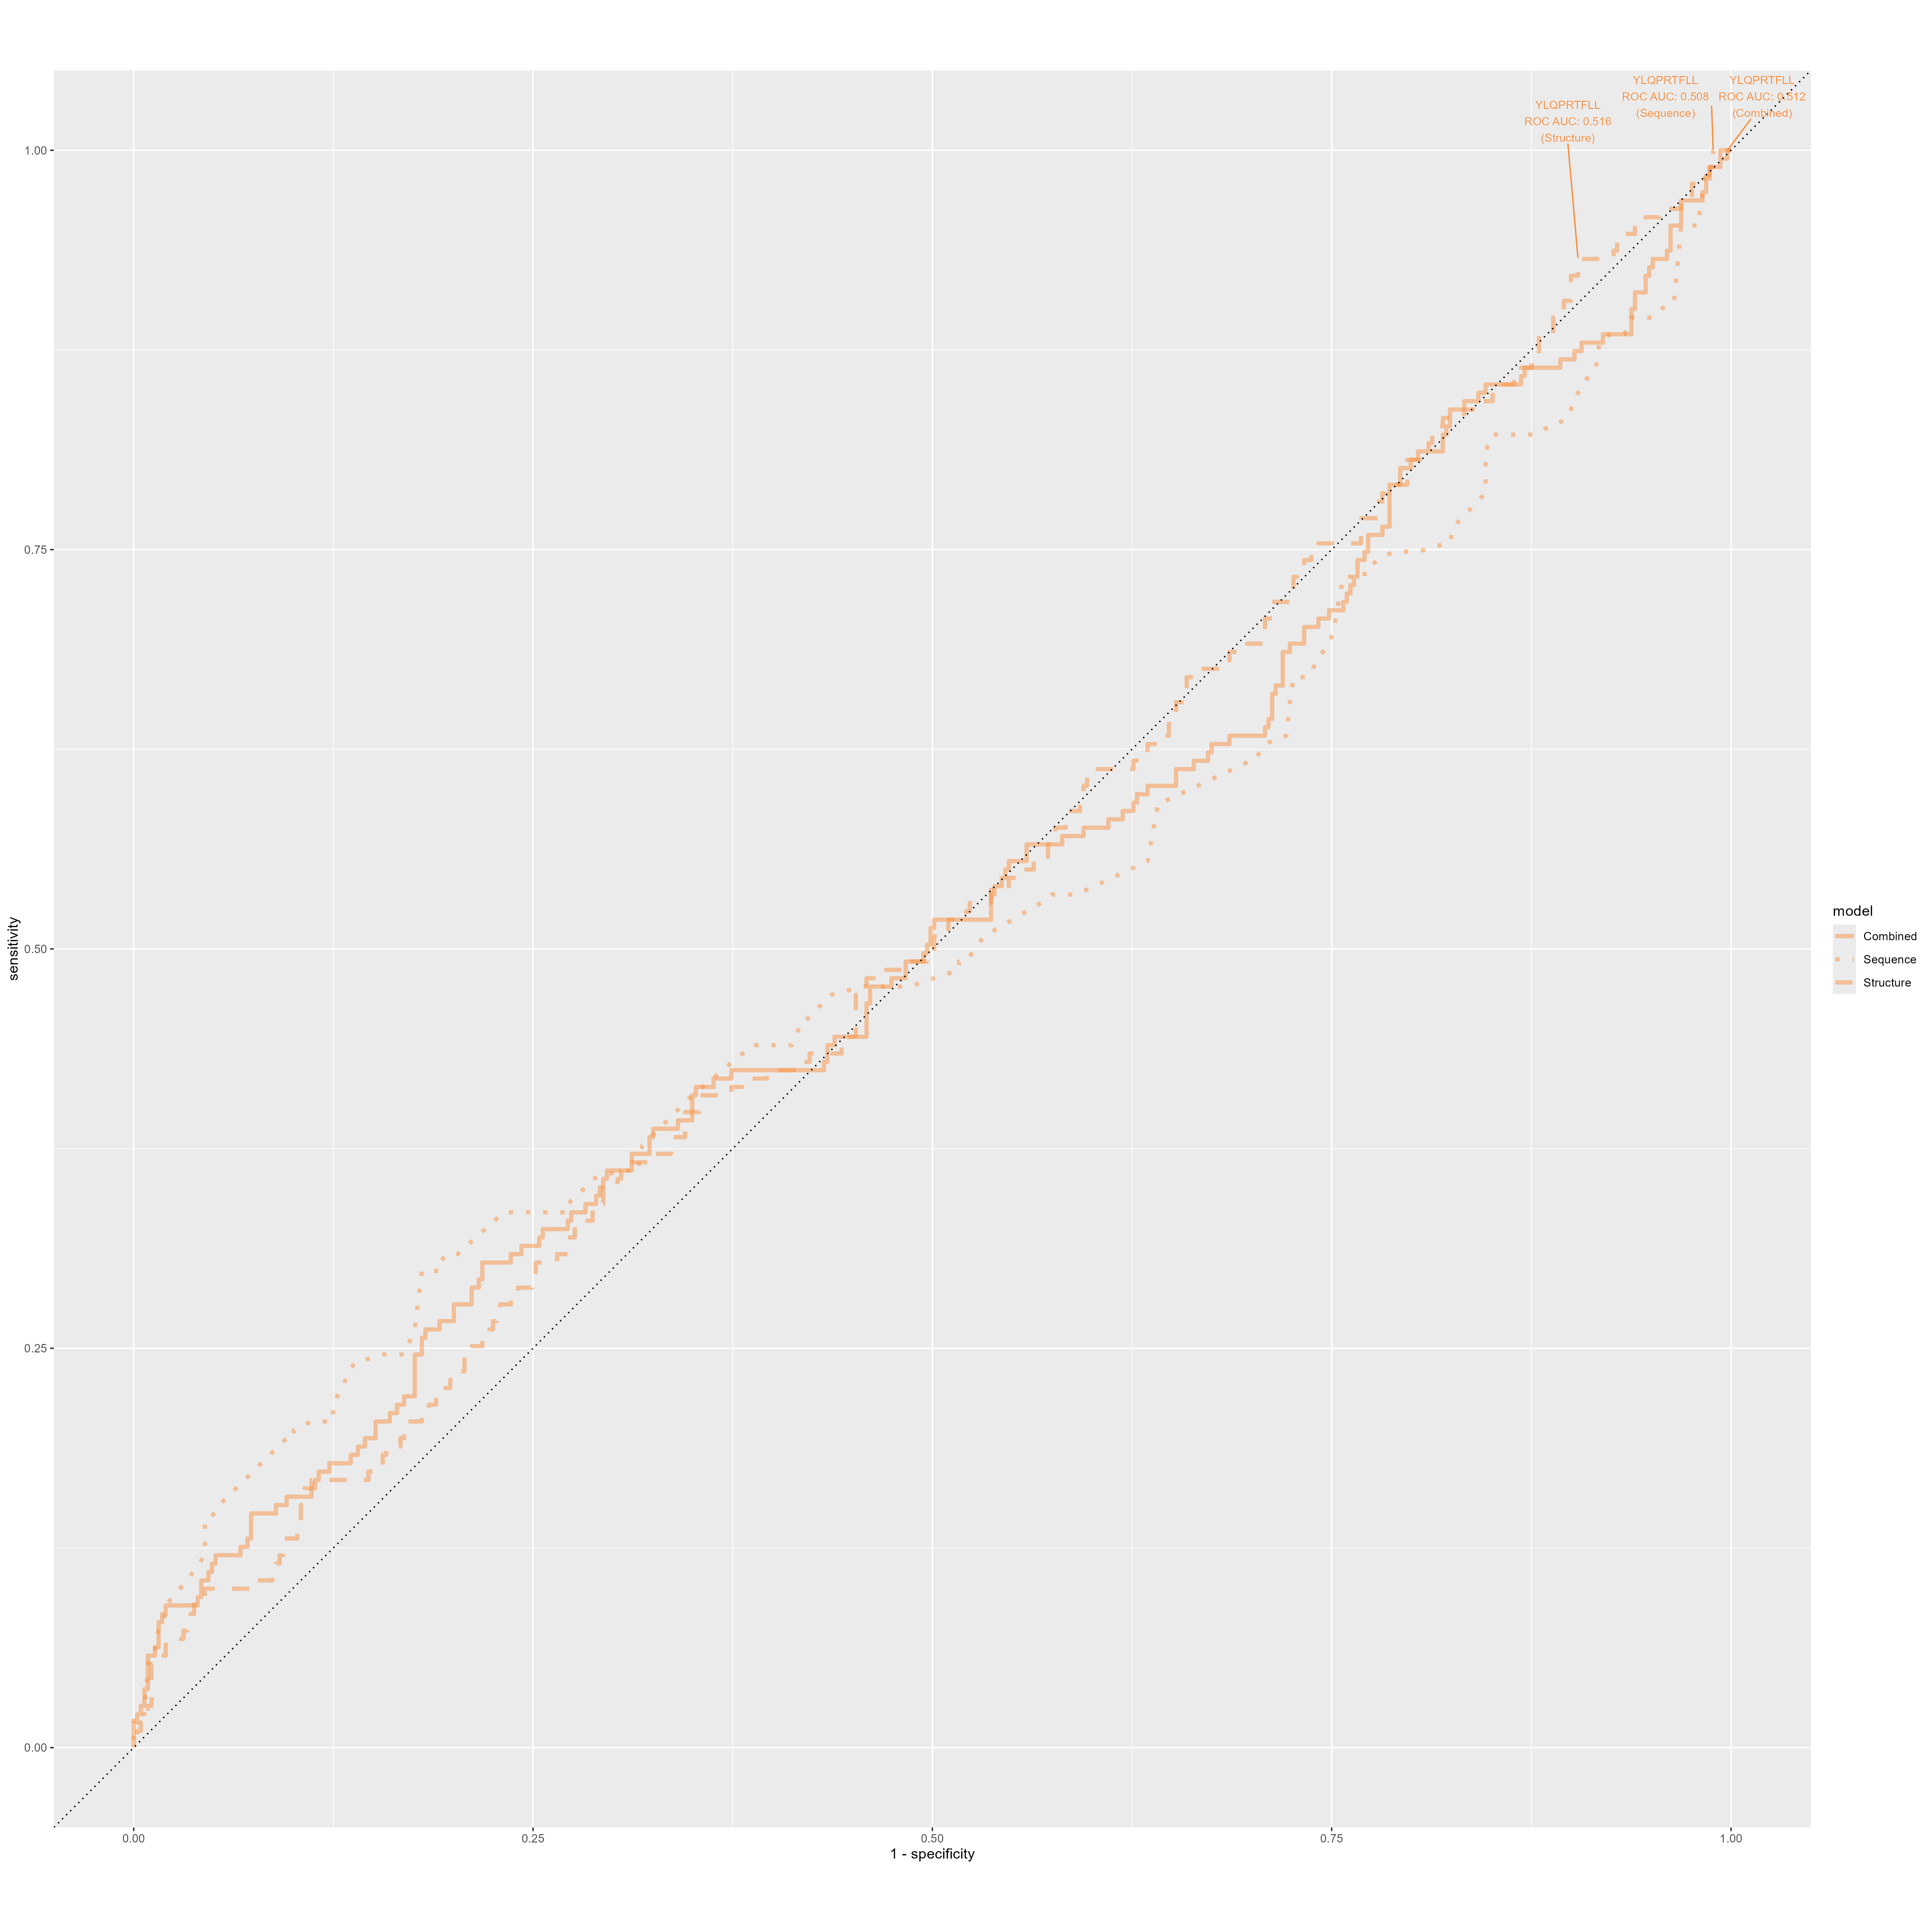 YLQPRTFLL
ROC AUC: 0.516
(Structure)
YLQPRTFLL
ROC AUC: 0.508
(Sequence)
YLQPRTFLL
ROC AUC: 0.512
(Combined)
1.00
0.75
0.50
0.25
0.00
sensitivity
0.00
0.25
0.50
0.75
1.00
1 - specificity
model
Combined
Sequence
Structure